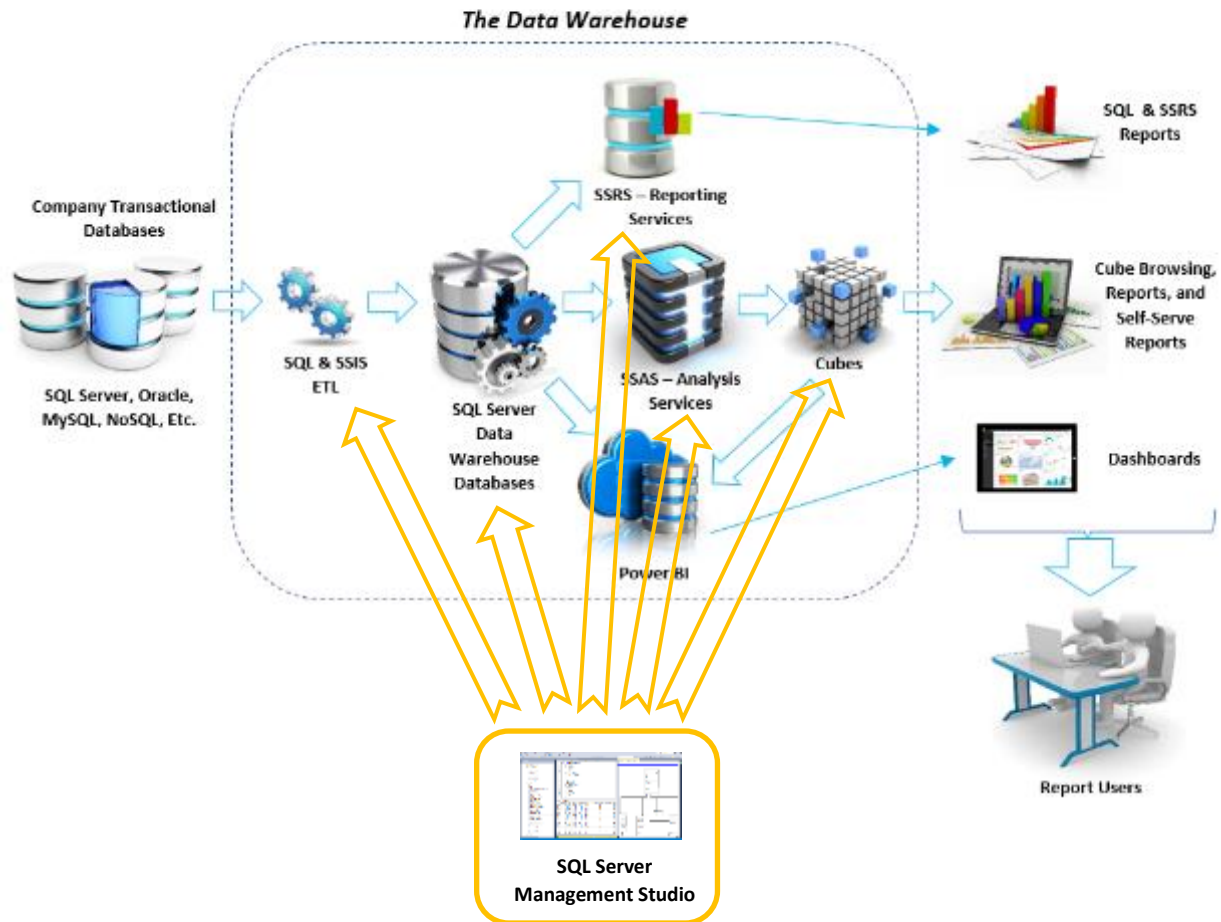 The Data Warehouse
SQL & SSRS
Reports
SSRS – Reporting
Services
Company Transactional
Databases
SQL Server, Oracle,
MySQL, NoSQL, Etc.
SQL & SSIS
ETL
SQL Server
Data
Warehouse
Databases
SSAS – Analysis
Services
Cubes
Cube Browsing,
Reports, and
Self-Serve
Reports
Power BI
Dashboards
Report Users
SQL Server
Management Studio